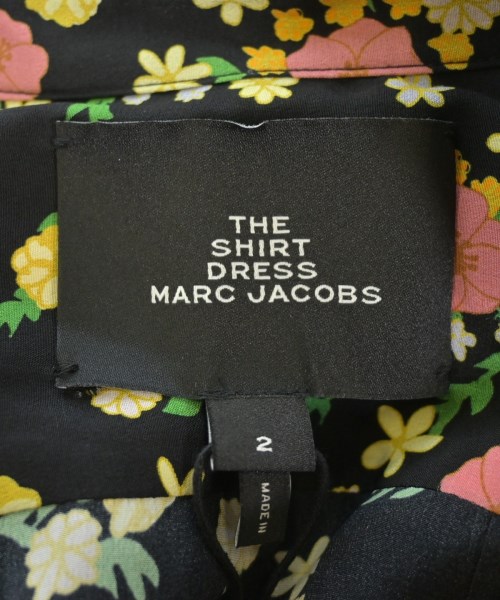 THE
SHIRT
DRESS
MARC JACOBS
2
MADE IN